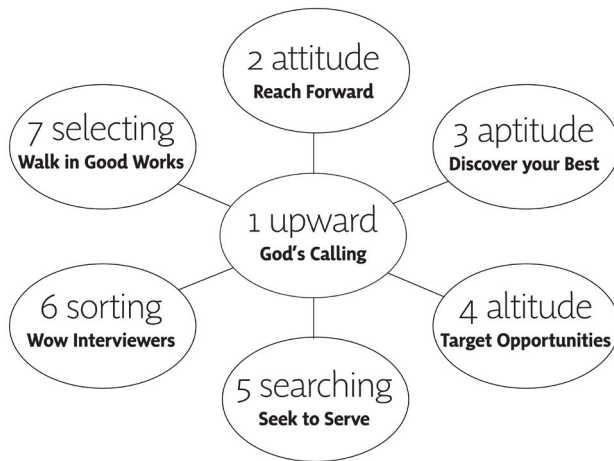 2 attitude
Reach Forward
7 selecting
Walk in Good Works
3 aptitude
Discover your Best
1 upward
God's Calling
6 sorting
Wow Interviewers
4 altitude
Target Opportunities
5 searching
Seek to Serve